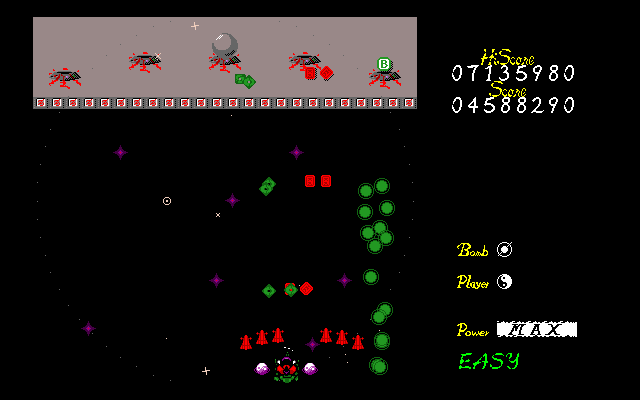 HiScore
07135980
Score
04588290
B
Bomb
Player
Power MAX
EASY